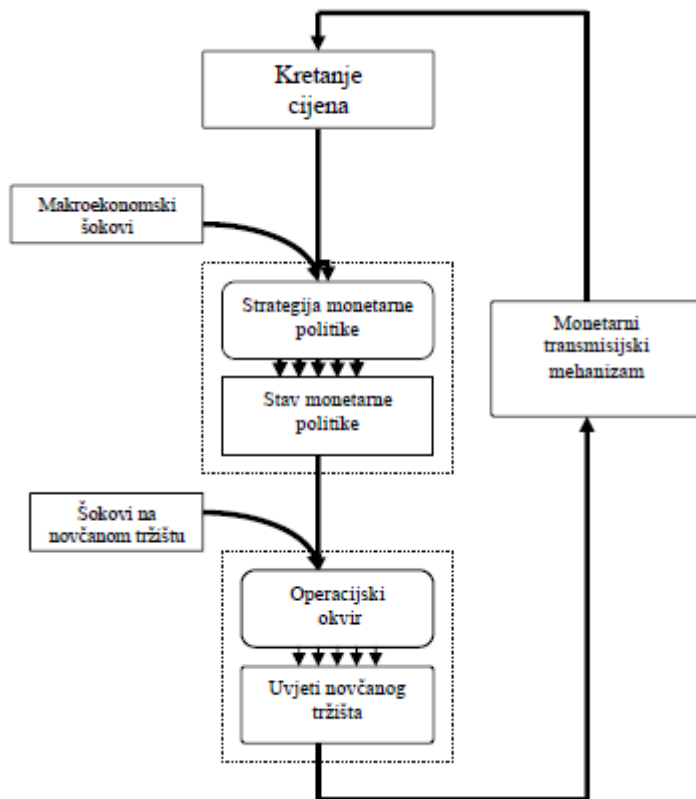 Kretanje
cijena
Makroekonomski
šokovi
Strategija monetarne
politike
Monetarni
transmisijski
mehanizam
Stav monetarne
politike
Šokovi na
novčanom tržištu
Operacijski
okvir
Uvjeti novčanog
tržišta